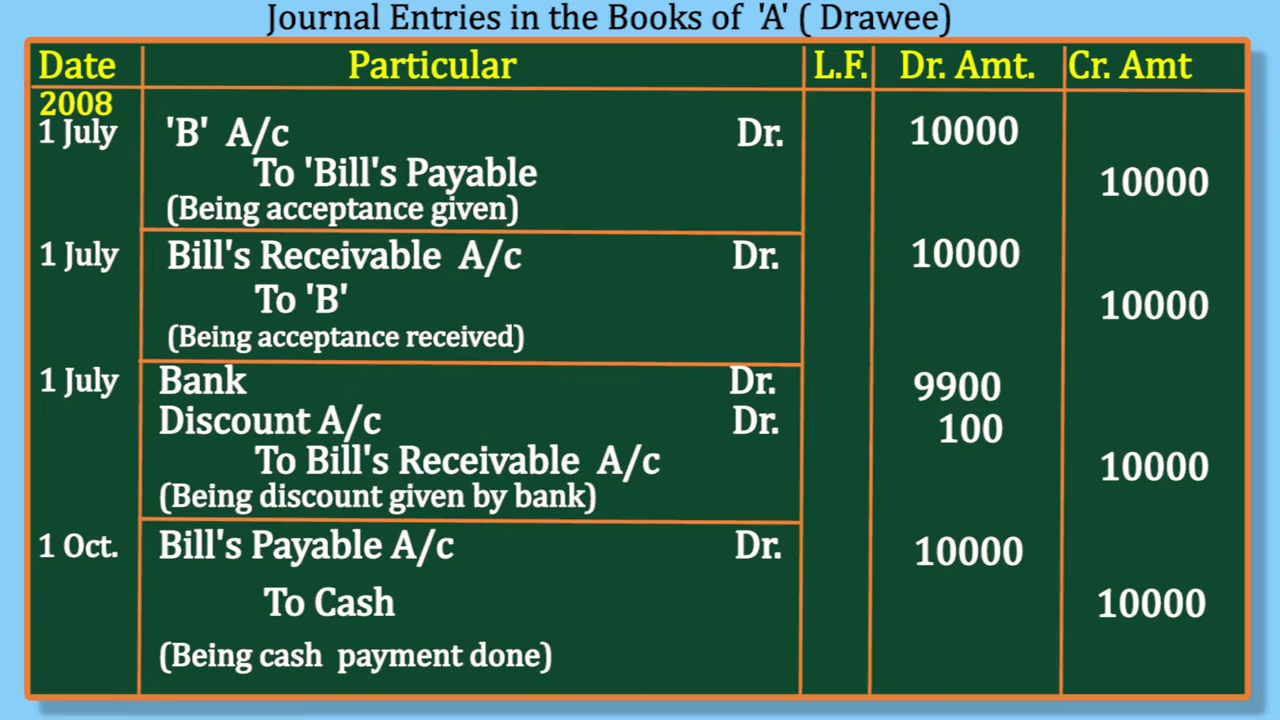 Journal Entries in the Books of 'A' ( Drawee)
Date Particular L.F. Dr. Amt. Cr. Amt
2008
1 July 'B' A/c Dr. 10000
To 'Bill's Payable 10000
(Being acceptance given)
1 July Bill's Receivable A/c Dr. 10000
To 'B' 10000
(Being acceptance received)
1 July Bank Dr. 9900
Discount A/c Dr. 100
To Bill's Receivable A/c 10000
(Being discount given by bank)
1 Oct. Bill's Payable A/c Dr. 10000
To Cash 10000
(Being cash payment done)